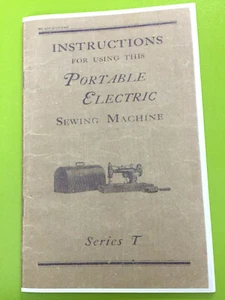 INSTRUCTIONS
FOR USING THIS
PORTABLE
ELECTRIC
SEWING MACHINE
Series T